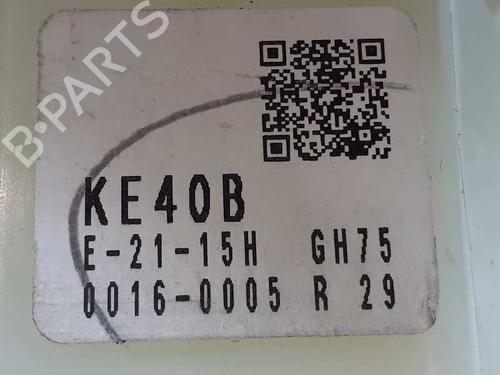 B-PARTS
KE40B
E-21-15H GH75
0016-0005 R 29